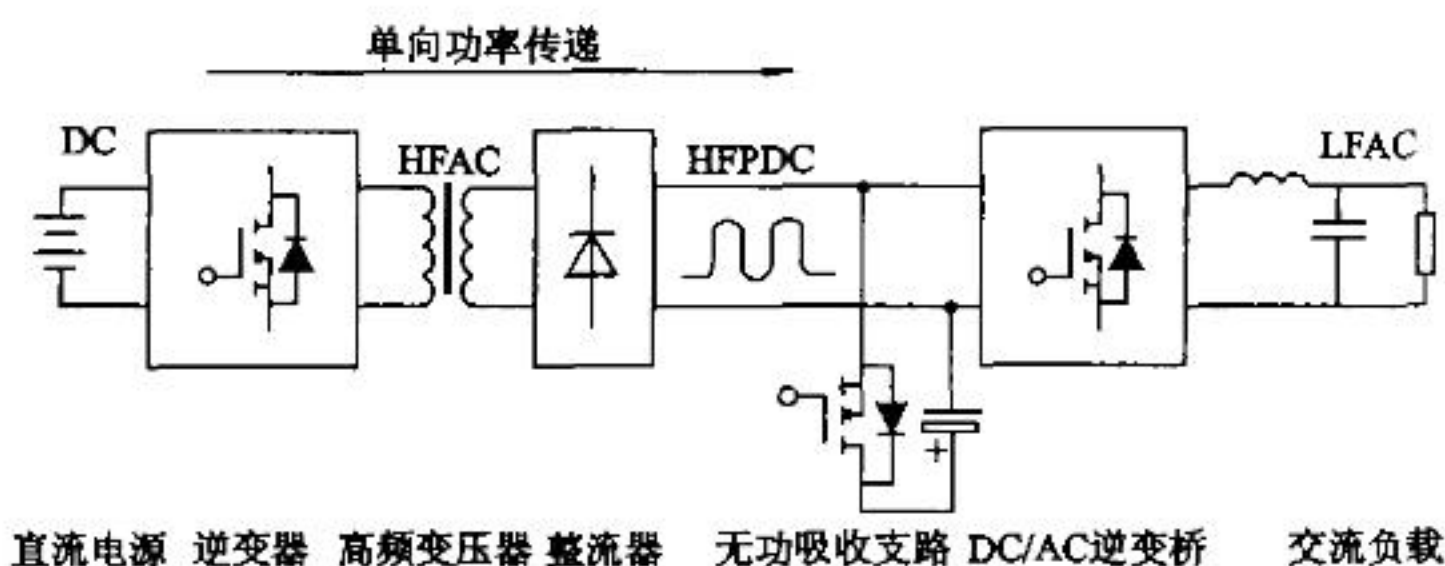 单向功率传递
DC
HFAC
HFPDC
LFAC
+
直流电源 逆变器 高频变压器 整流器 无功吸收支路 DC/AC逆变桥 交流负载